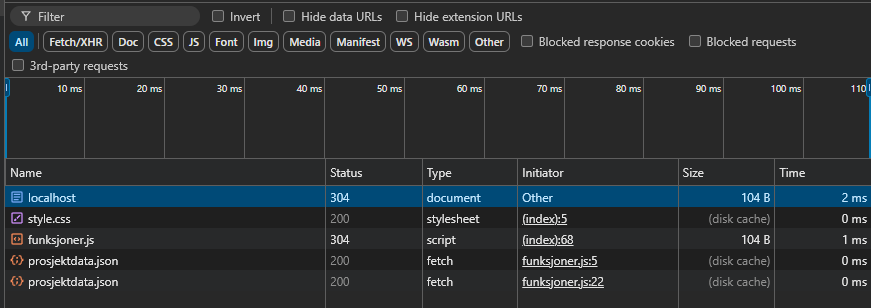 Filter Invert Hide data URLs Hide extension URLs
All Fetch/XHR Doc CSS JS Font Img Media Manifest WS Wasm Other Blocked response cookies Blocked requests
3rd-party requests
10 ms 20 ms 30 ms 40 ms 50 ms 60 ms 70 ms 80 ms 90 ms 100 ms 110
Name Status Type Initiator Size Time
localhost 304 document Other 104 B 2 ms
style.css 200 stylesheet (index):5 (disk cache) 0 ms
funksjoner.js 304 script (index):68 104 B 1 ms
prosjektdata.json 200 fetch funksjoner.js:5 (disk cache) 0 ms
prosjektdata.json 200 fetch funksjoner.js:22 (disk cache) 0 ms